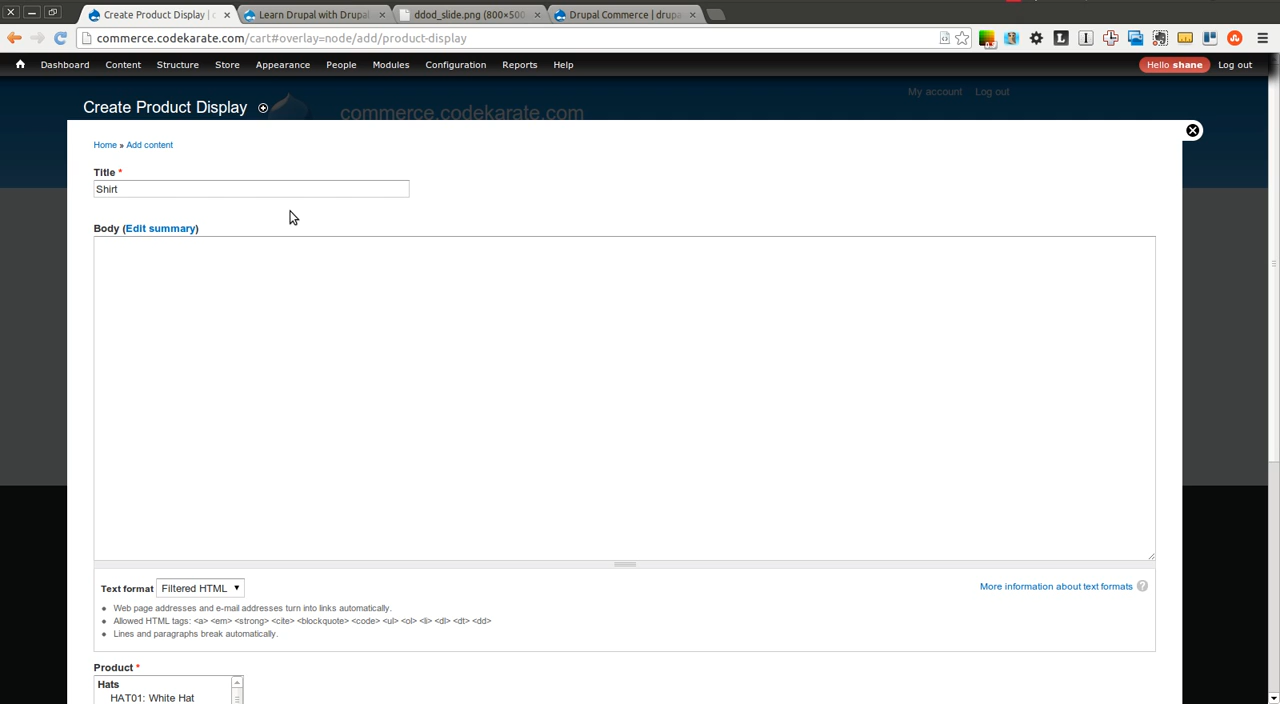 Create Product Display | c
Learn Drupal with Drupal
ddod_slide.png (800×500
Drupal Commerce | drupa
commerce.codekarate.com/cart#overlay=node/add/product-display
Dashboard Content Structure Store Appearance People Modules Configuration Reports Help Hello shane Log out
My account Log out
Create Product Display
commerce.codekarate.com
Home » Add content
Title *
Shirt
Body (Edit summary)
Text format Filtered HTML
More information about text formats ?
Web page addresses and e-mail addresses turn into links automatically.
Allowed HTML tags: <a> <em> <strong> <cite> <blockquote> <code> <ul> <ol> <li> <dl> <dt> <dd>
Lines and paragraphs break automatically.
Product *
Hats
HAT01: White Hat